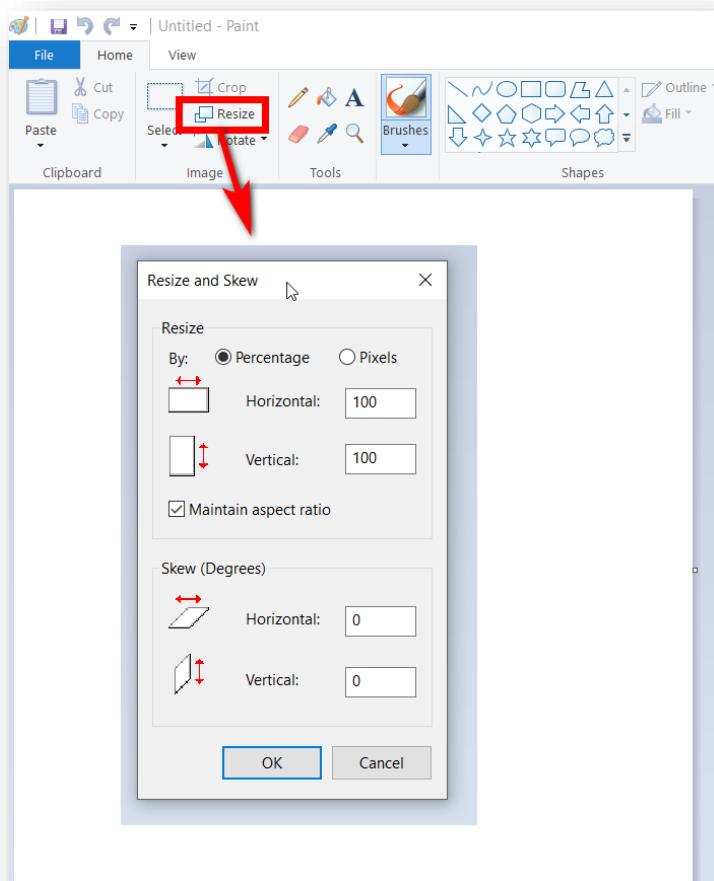 Untitled - Paint
File Home View
Paste
Cut
Copy
Clipboard
Select
Crop
Resize
Rotate
Image
A
Tools
Brushes
Shapes
Outline
Fill
Resize and Skew
Resize
By: Percentage Pixels
Horizontal: 100
Vertical: 100
Maintain aspect ratio
Skew (Degrees)
Horizontal: 0
Vertical: 0
OK Cancel